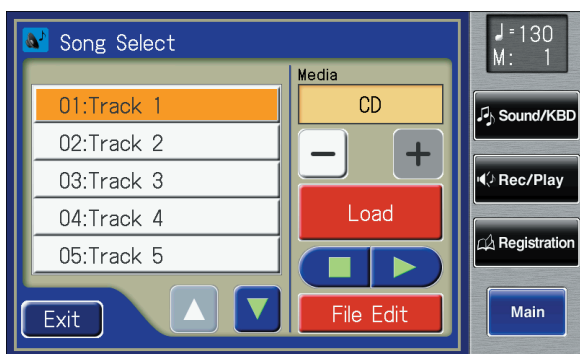 Song Select
♩=130
M: 1
Media
CD
01:Track 1
02:Track 2
03:Track 3
04:Track 4
05:Track 5
− +
Load
File Edit
Exit
Sound/KBD
Rec/Play
Registration
Main